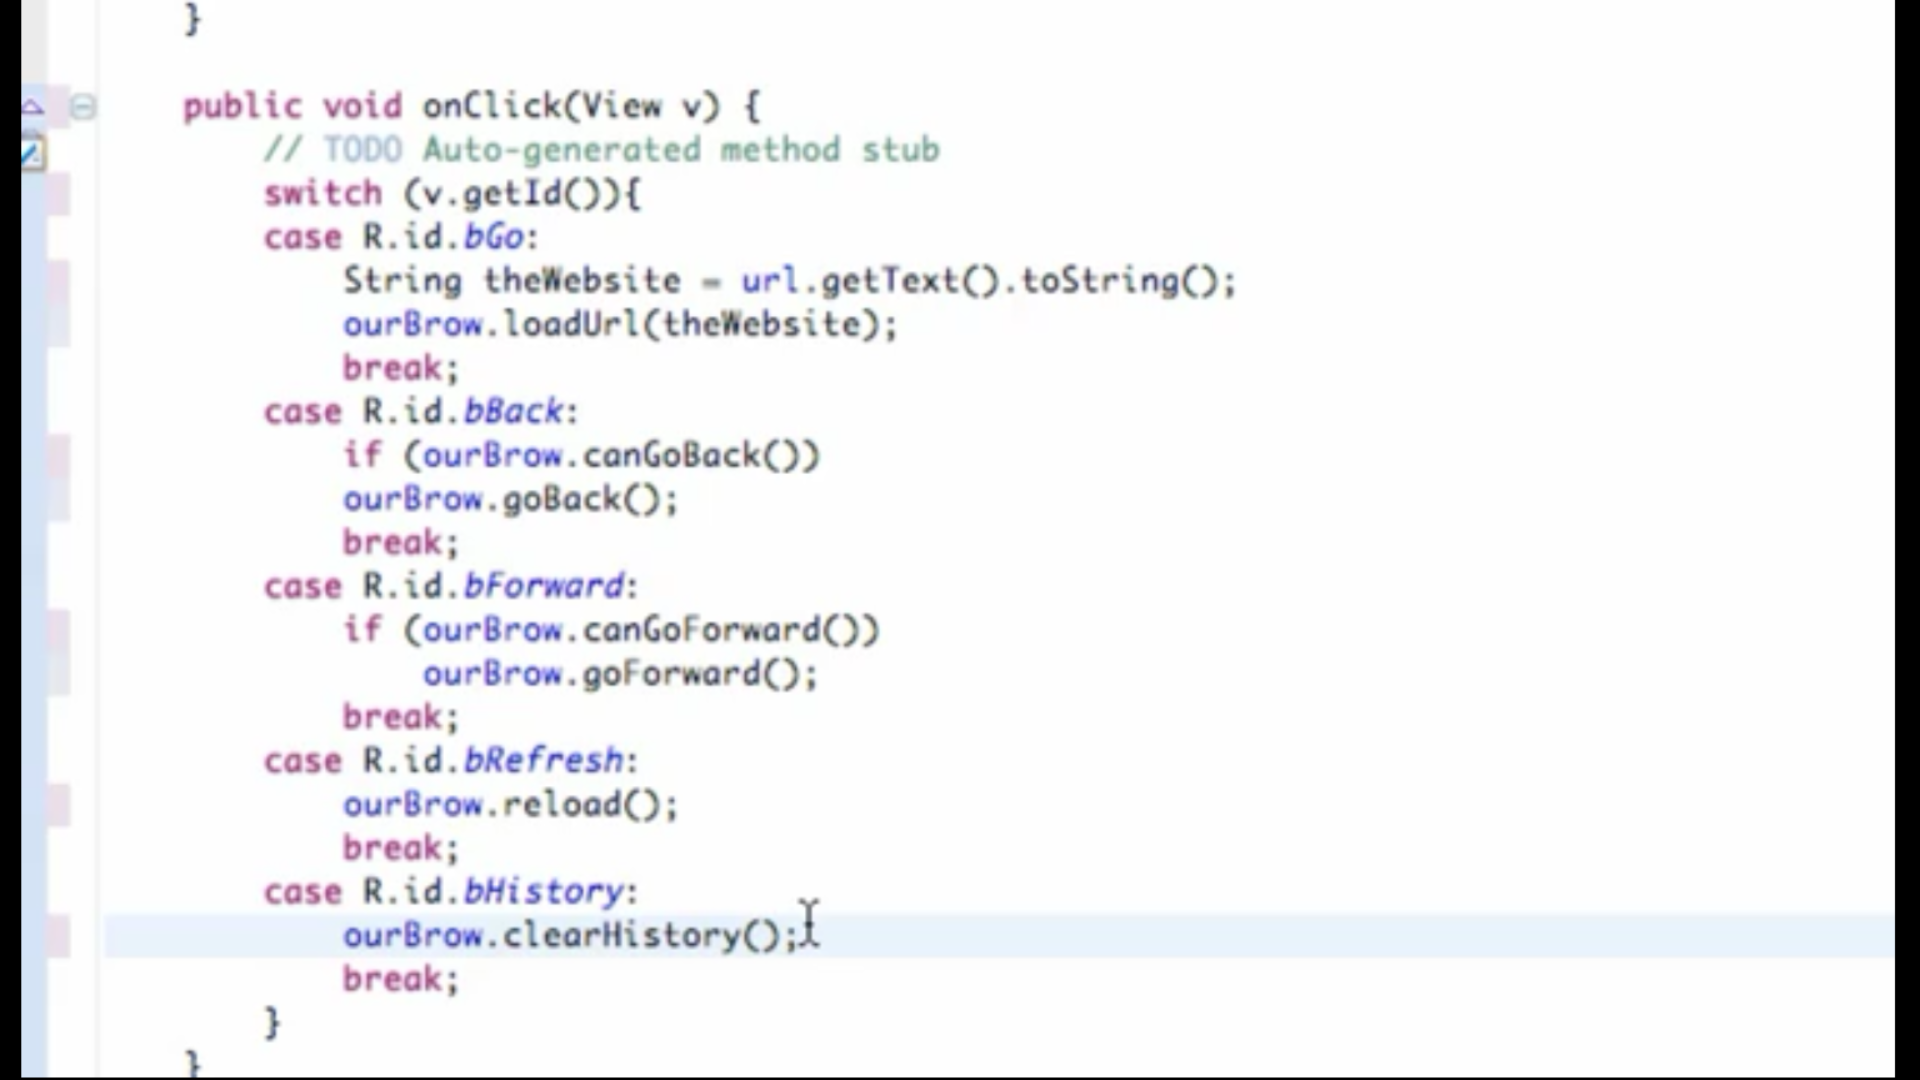 }
public void onClick(View v) {
// TODO Auto-generated method stub
switch (v.getId()){
case R.id.bGo:
String theWebsite = url.getText().toString();
ourBrow.loadUrl(theWebsite);
break;
case R.id.bBack:
if (ourBrow.canGoBack())
ourBrow.goBack();
break;
case R.id.bForward:
if (ourBrow.canGoForward())
ourBrow.goForward();
break;
case R.id.bRefresh:
ourBrow.reload();
break;
case R.id.bHistory:
ourBrow.clearHistory();
break;
}
}